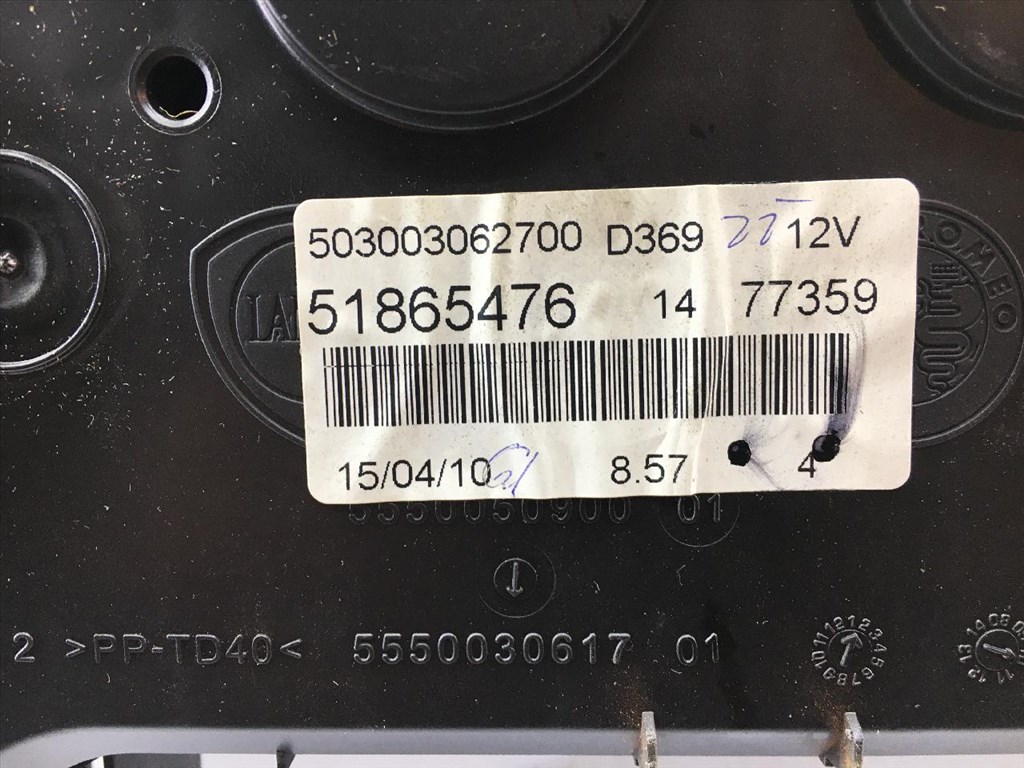 503003062700 D369 12V
51865476 14 77359
15/04/10 8.57 4
ROMEO
5550050900 01
2 >PP-TD40< 5550030617 01